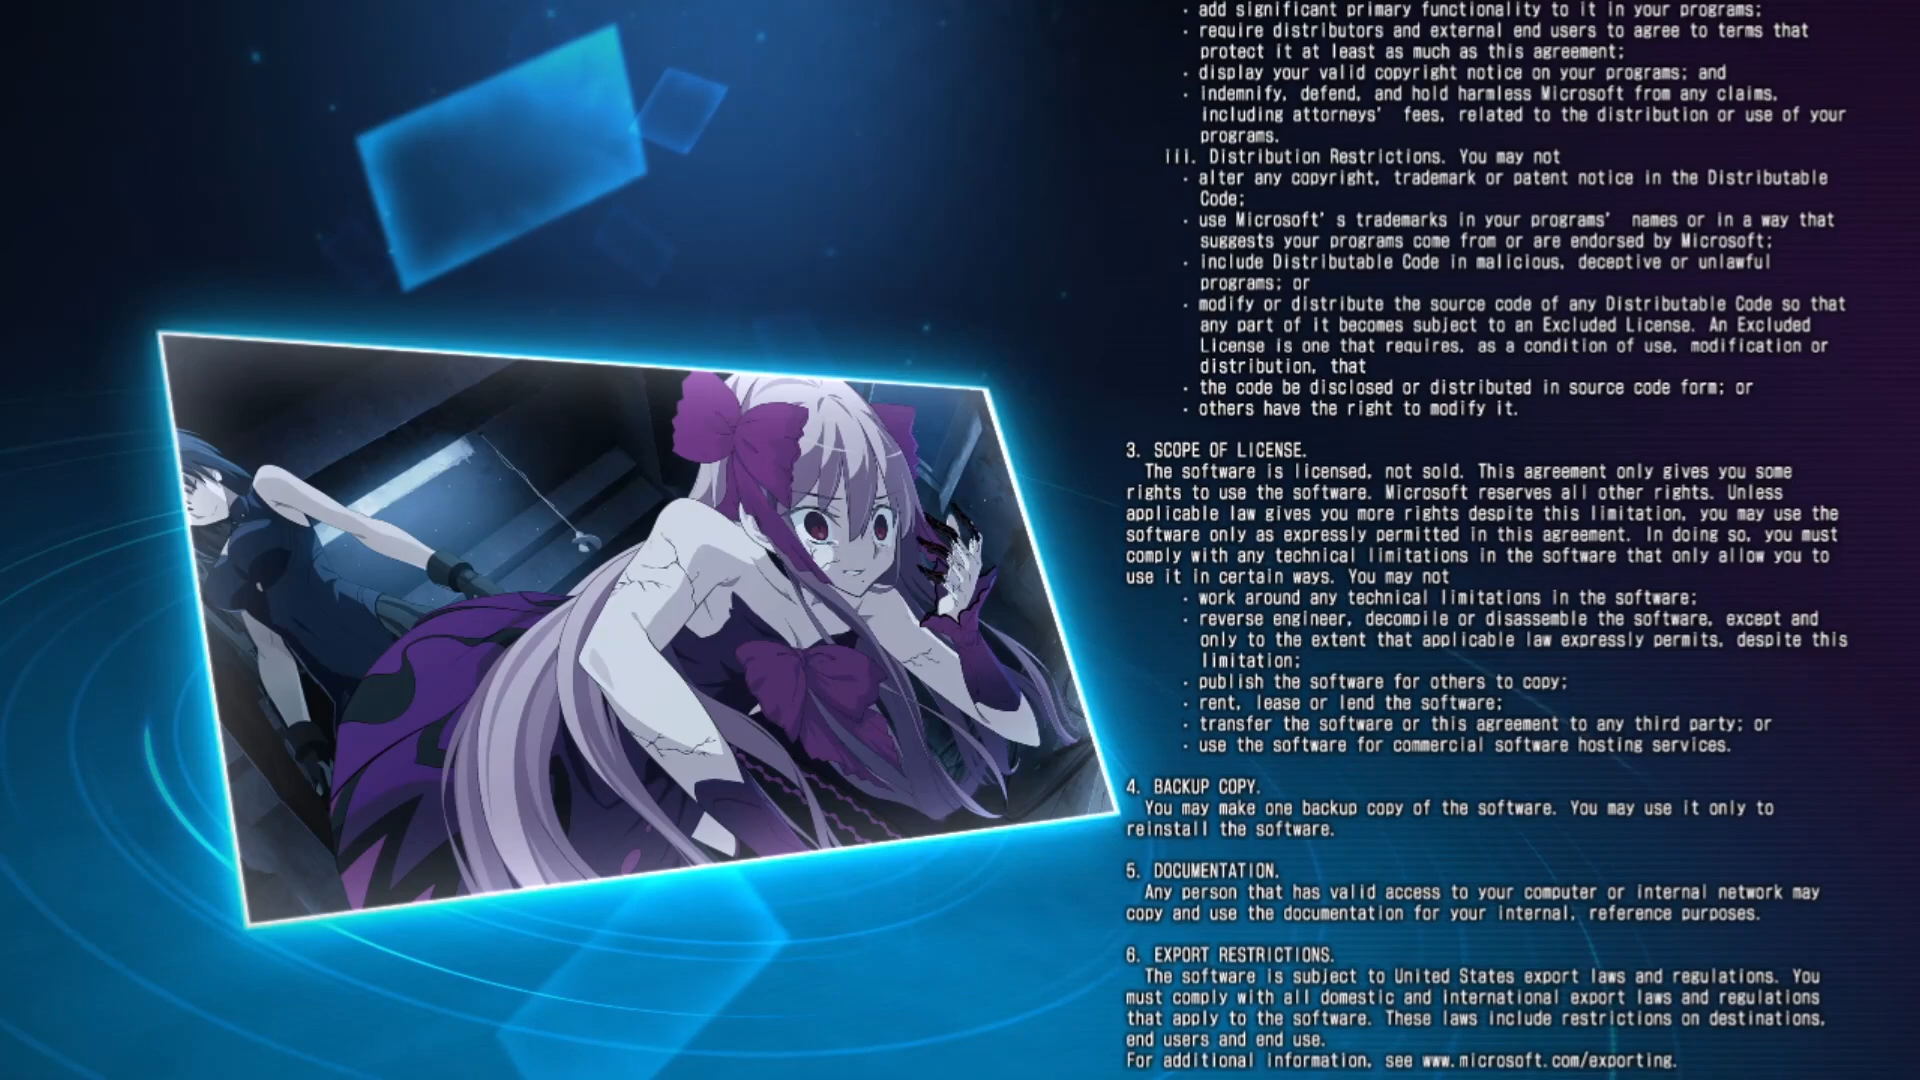 · add significant primary functionality to it in your programs;
· require distributors and external end users to agree to terms that
protect it at least as much as this agreement;
· display your valid copyright notice on your programs; and
· indemnify, defend, and hold harmless Microsoft from any claims,
including attorneys’ fees, related to the distribution or use of your
programs.
iii. Distribution Restrictions. You may not
· alter any copyright, trademark or patent notice in the Distributable
Code;
· use Microsoft’s trademarks in your programs’ names or in a way that
suggests your programs come from or are endorsed by Microsoft;
· include Distributable Code in malicious, deceptive or unlawful
programs; or
· modify or distribute the source code of any Distributable Code so that
any part of it becomes subject to an Excluded License. An Excluded
License is one that requires, as a condition of use, modification or
distribution, that
· the code be disclosed or distributed in source code form; or
· others have the right to modify it.
3. SCOPE OF LICENSE.
The software is licensed, not sold. This agreement only gives you some
rights to use the software. Microsoft reserves all other rights. Unless
applicable law gives you more rights despite this limitation, you may use the
software only as expressly permitted in this agreement. In doing so, you must
comply with any technical limitations in the software that only allow you to
use it in certain ways. You may not
· work around any technical limitations in the software;
· reverse engineer, decompile or disassemble the software, except and
only to the extent that applicable law expressly permits, despite this
limitation;
· publish the software for others to copy;
· rent, lease or lend the software;
· transfer the software or this agreement to any third party; or
· use the software for commercial software hosting services.
4. BACKUP COPY.
You may make one backup copy of the software. You may use it only to
reinstall the software.
5. DOCUMENTATION.
Any person that has valid access to your computer or internal network may
copy and use the documentation for your internal, reference purposes.
6. EXPORT RESTRICTIONS.
The software is subject to United States export laws and regulations. You
must comply with all domestic and international export laws and regulations
that apply to the software. These laws include restrictions on destinations,
end users and end use.
For additional information, see www.microsoft.com/exporting.